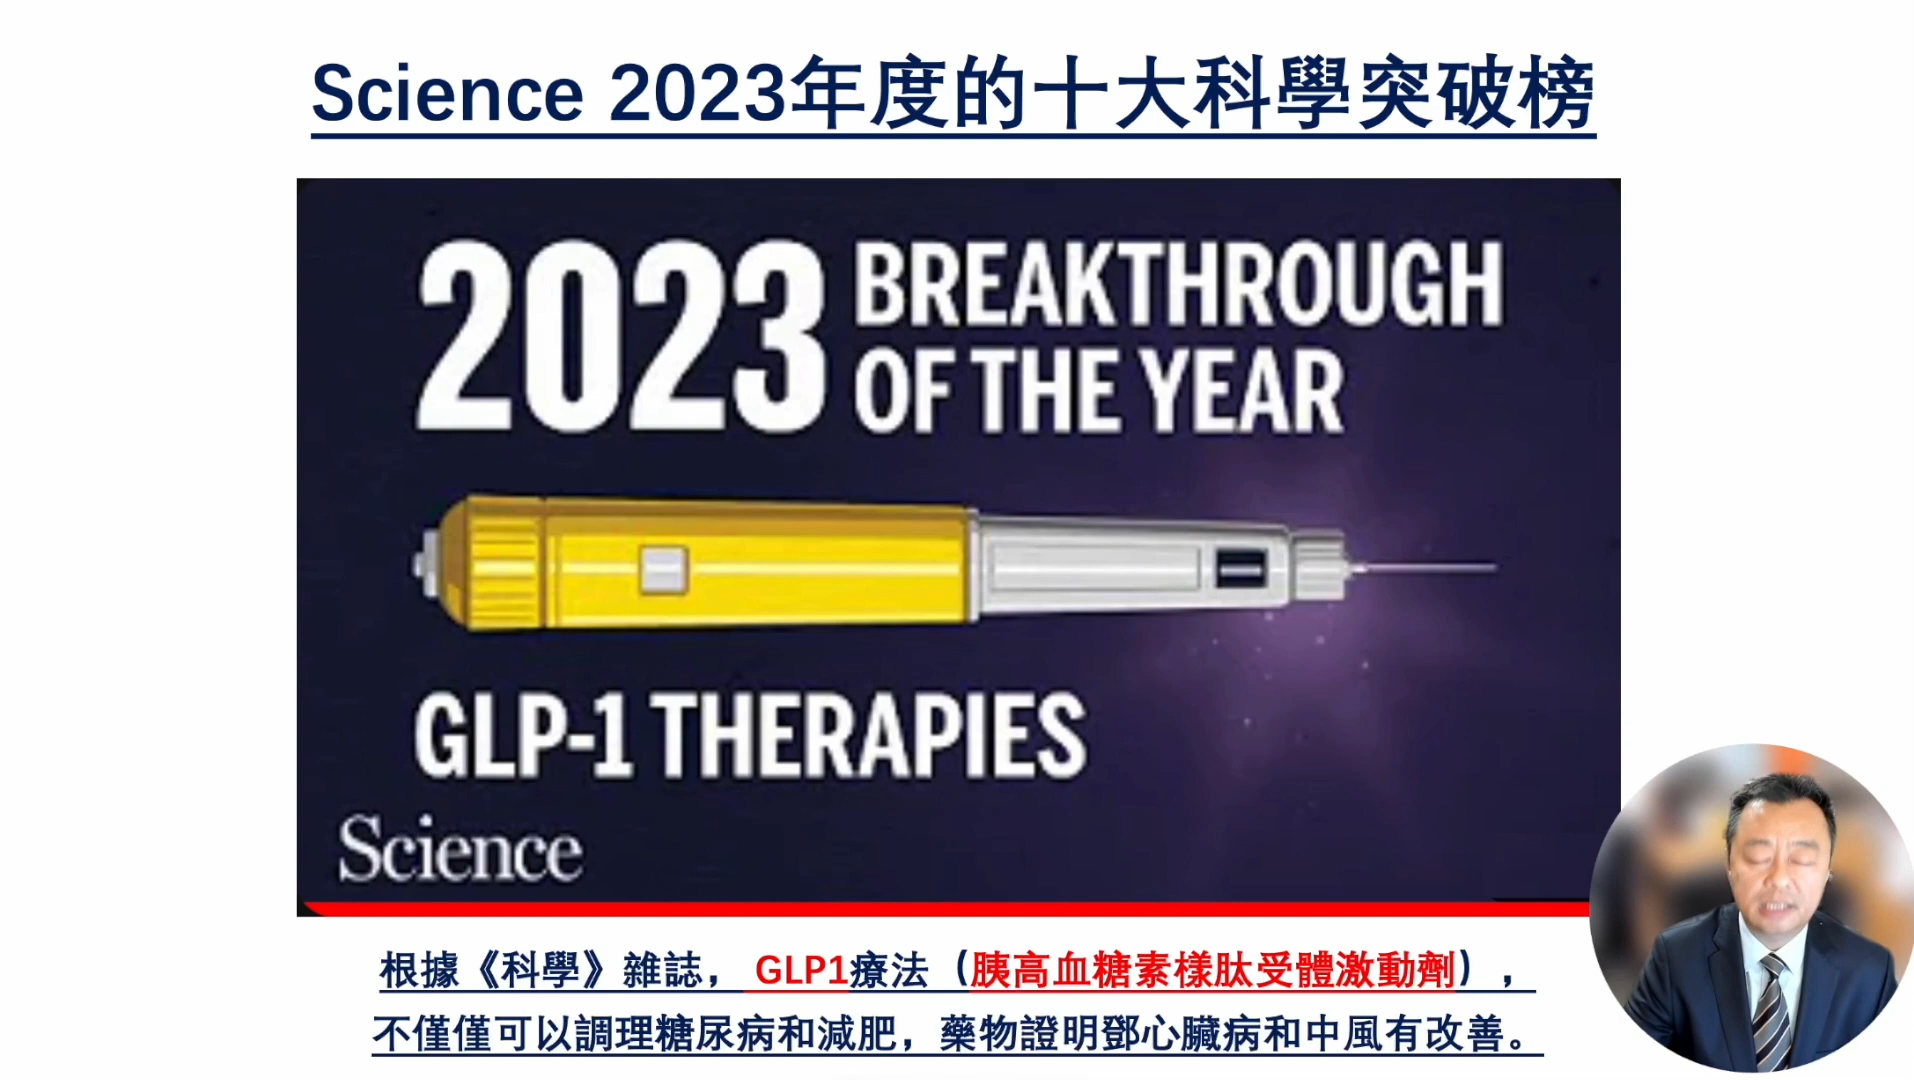 Science 2023年度的十大科學突破榜
2023 BREAKTHROUGH
OF THE YEAR
GLP-1 THERAPIES
Science
根據《科學》雜誌，GLP1療法（胰高血糖素樣肽受體激動劑），
不僅僅可以調理糖尿病和減肥，藥物證明鄧心臟病和中風有改善。